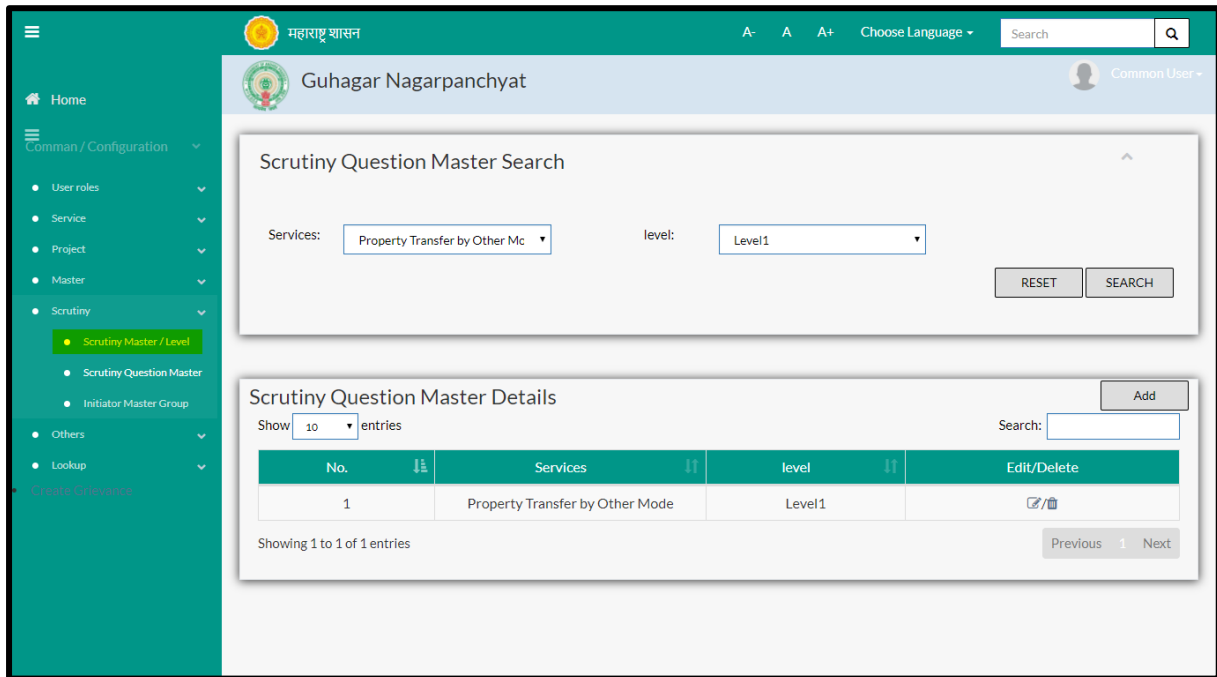 महाराष्ट्र शासन
A- A A+ Choose Language
Search
Guhagar Nagarpanchyat
Common User
Home
Comman / Configuration
User roles
Service
Project
Master
Scrutiny
Scrutiny Master / Level
Scrutiny Question Master
Initiator Master Group
Others
Lookup
Create Grievance
Scrutiny Question Master Search
Services: Property Transfer by Other Mc level: Level1
RESET SEARCH
Scrutiny Question Master Details Add
Show 10 entries Search:
No. Services level Edit/Delete
1 Property Transfer by Other Mode Level1 /
Showing 1 to 1 of 1 entries Previous 1 Next